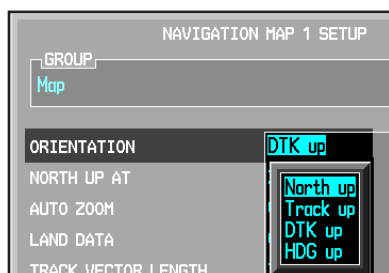 NAVIGATION MAP 1 SETUP
GROUP
Map
ORIENTATION DTK up
NORTH UP AT
North up
AUTO ZOOM
Track up
LAND DATA
DTK up
HDG up
TRACK VECTOR LENGTH